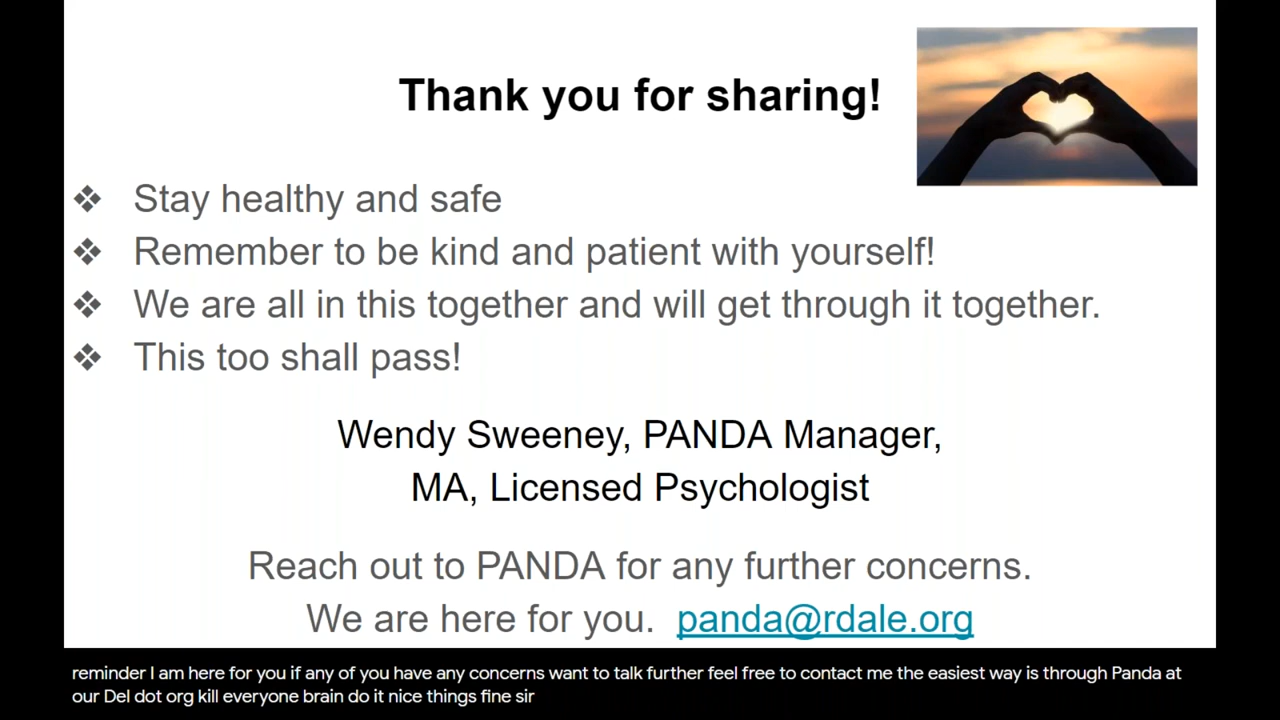 Thank you for sharing!
❖ Stay healthy and safe
❖ Remember to be kind and patient with yourself!
❖ We are all in this together and will get through it together.
❖ This too shall pass!
Wendy Sweeney, PANDA Manager,
MA, Licensed Psychologist
Reach out to PANDA for any further concerns.
We are here for you. panda@rdale.org
reminder I am here for you if any of you have any concerns want to talk further feel free to contact me the easiest way is through Panda at
our Del dot org kill everyone brain do it nice things fine sir